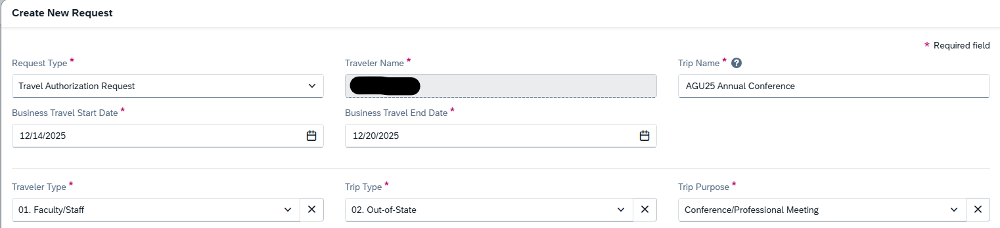 Create New Request
* Required field
Request Type * Traveler Name * Trip Name * ?
Travel Authorization Request AGU25 Annual Conference
Business Travel Start Date * Business Travel End Date *
12/14/2025 12/20/2025
Traveler Type * Trip Type * Trip Purpose *
01. Faculty/Staff 02. Out-of-State Conference/Professional Meeting